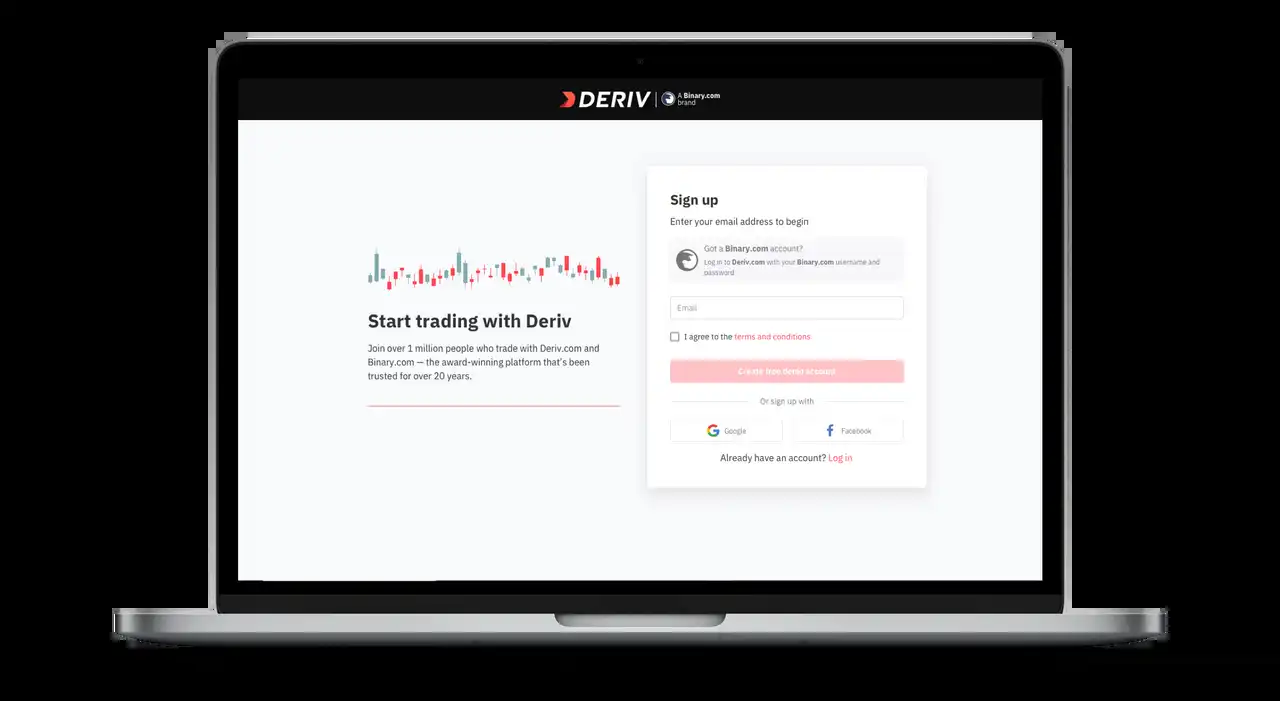 DERIV
A Binary.com
brand
Start trading with Deriv
Join over 1 million people who trade with Deriv.com and
Binary.com — the award-winning platform that's been
trusted for over 20 years.
Sign up
Enter your email address to begin
Got a Binary.com account?
Log in to Deriv.com with your Binary.com username and
password
Email
I agree to the terms and conditions
Create free demo account
Or sign up with
Google
Facebook
Already have an account? Log in